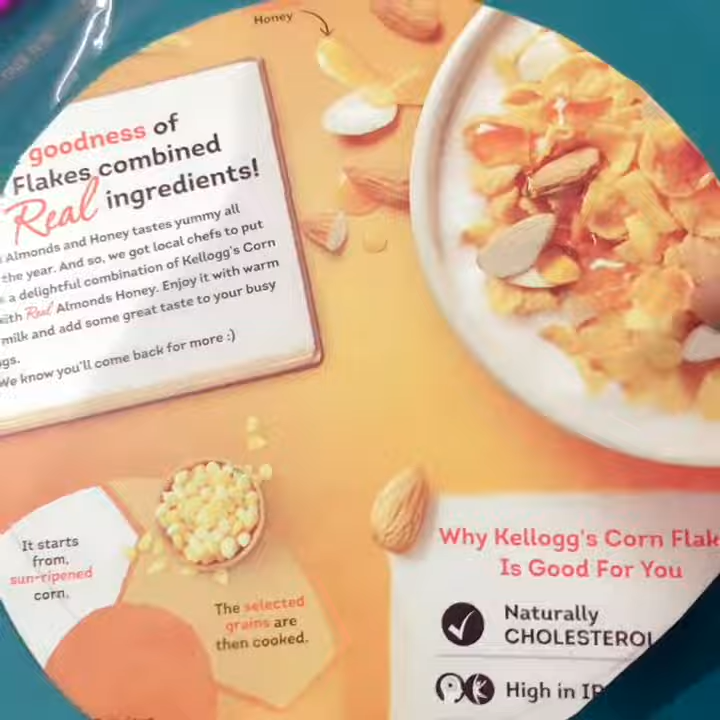 Honey
goodness of
Flakes combined
Real ingredients!
Almonds and Honey tastes yummy all
the year. And so, we got local chefs to put
a delightful combination of Kellogg's Corn
ith Real Almonds Honey. Enjoy it with warm
milk and add some great taste to your busy
gs.
We know you'll come back for more :)
It starts
from,
sun-ripened
corn.
The selected
grains are
then cooked.
Why Kellogg's Corn Flak
Is Good For You
Naturally
CHOLESTEROL
High in